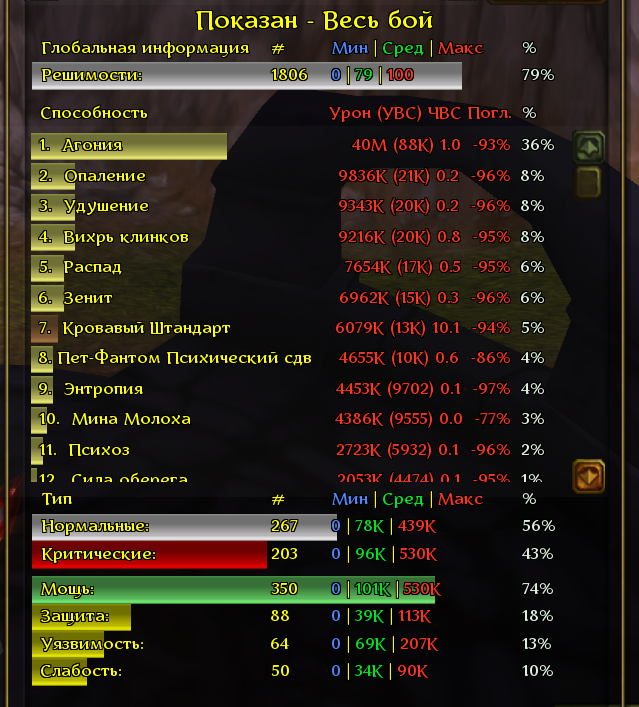 Показан - Весь бой
Глобальная информация # Мин | Сред | Макс %
Решимости: 1806 0 | 79 | 100 79%
Способность Урон (УВС) ЧВС Погл. %
1. Агония 40M (88K) 1.0 -93% 36%
2. Опаление 9836K (21K) 0.2 -96% 8%
3. Удушение 9343K (20K) 0.2 -96% 8%
4. Вихрь клинков 9216K (20K) 0.8 -95% 8%
5. Распад 7654K (17K) 0.5 -95% 6%
6. Зенит 6962K (15K) 0.3 -96% 6%
7. Кровавый Штандарт 6079K (13K) 10.1 -94% 5%
8. Пет-Фантом Психический сдв 4655K (10K) 0.6 -86% 4%
9. Энтропия 4453K (9702) 0.1 -97% 4%
10. Мина Молоха 4386K (9555) 0.0 -77% 3%
11. Психоз 2723K (5932) 0.1 -96% 2%
12. Сила оберега 2053K (4474) 0.1 -95% 1%
Тип # Мин | Сред | Макс %
Нормальные: 267 0 | 78K | 439K 56%
Критические: 203 0 | 96K | 530K 43%
Мощь: 350 0 | 101K | 530K 74%
Защита: 88 0 | 39K | 113K 18%
Уязвимость: 64 0 | 69K | 207K 13%
Слабость: 50 0 | 34K | 90K 10%